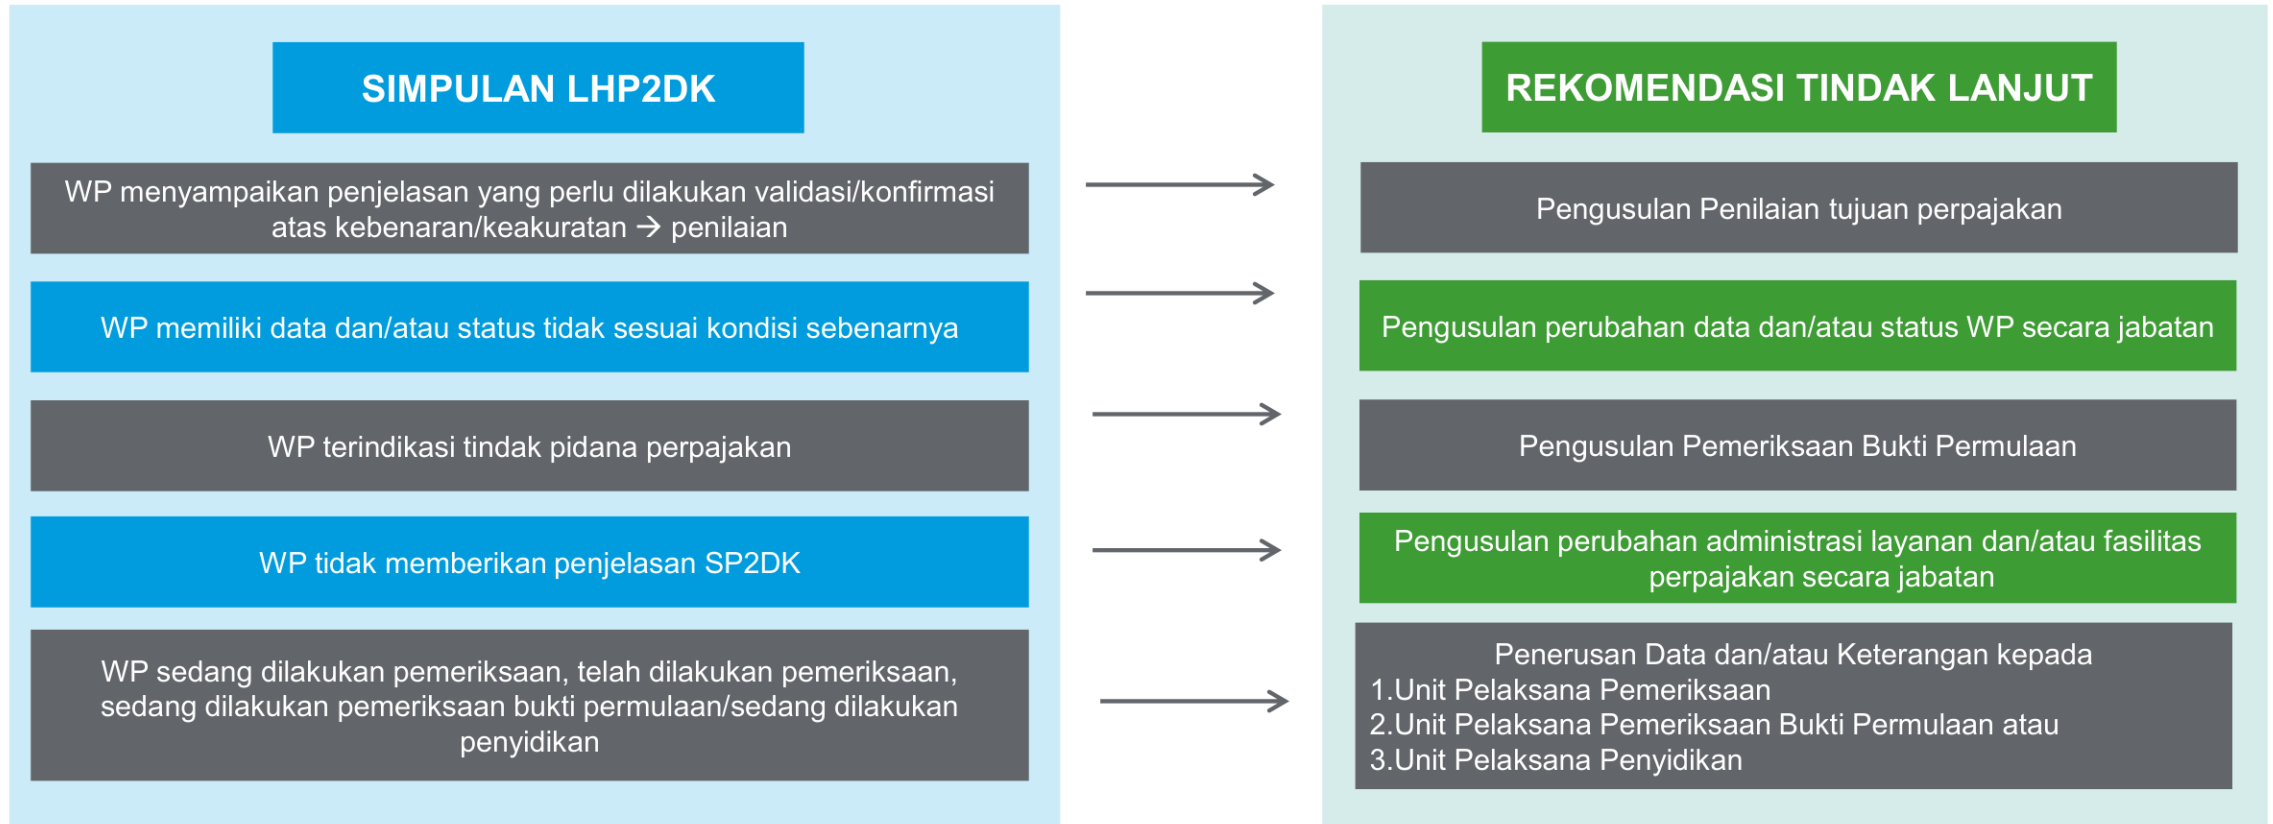 SIMPULAN LHP2DK
REKOMENDASI TINDAK LANJUT
WP menyampaikan penjelasan yang perlu dilakukan validasi/konfirmasi
atas kebenaran/keakuratan → penilaian
Pengusulan Penilaian tujuan perpajakan
WP memiliki data dan/atau status tidak sesuai kondisi sebenarnya
Pengusulan perubahan data dan/atau status WP secara jabatan
WP terindikasi tindak pidana perpajakan
Pengusulan Pemeriksaan Bukti Permulaan
WP tidak memberikan penjelasan SP2DK
Pengusulan perubahan administrasi layanan dan/atau fasilitas
perpajakan secara jabatan
WP sedang dilakukan pemeriksaan, telah dilakukan pemeriksaan,
sedang dilakukan pemeriksaan bukti permulaan/sedang dilakukan
penyidikan
Penerusan Data dan/atau Keterangan kepada
1.Unit Pelaksana Pemeriksaan
2.Unit Pelaksana Pemeriksaan Bukti Permulaan atau
3.Unit Pelaksana Penyidikan